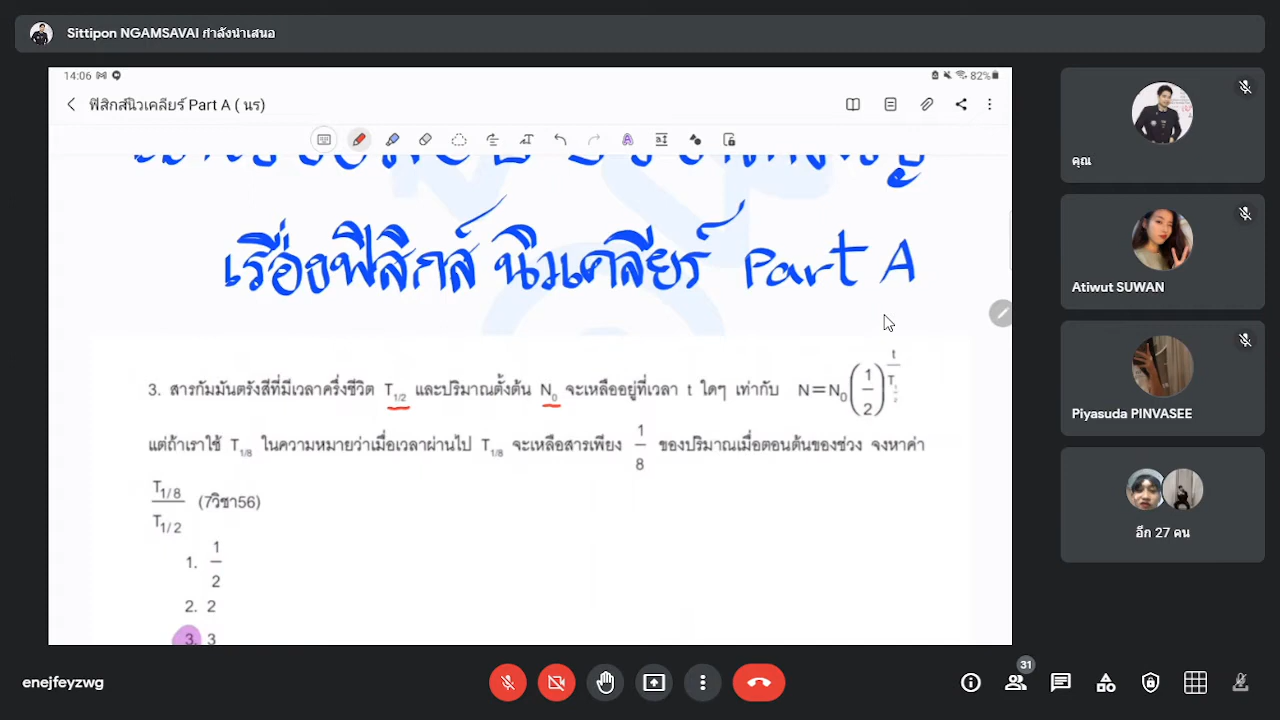 Sittipon NGAMSAVAI กำลังนำเสนอ
14:06
82%
ฟิสิกส์นิวเคลียร์ Part A ( นร)
เรื่องฟิสิกส์ นิวเคลียร์ Part A
3. สารกัมมันตรังสีที่มีเวลาครึ่งชีวิต T1/2 และปริมาณตั้งต้น N0 จะเหลืออยู่ที่เวลา t ใดๆ เท่ากับ N=N0(1/2)^(t/T1/2)
แต่ถ้าเราใช้ T1/8 ในความหมายว่าเมื่อเวลาผ่านไป T1/8 จะเหลือสารเพียง 1/8 ของปริมาณเมื่อตอนต้นของช่วง จงหาค่า
T1/8 / T1/2 (7วิชา56)
1. 1/2
2. 2
3. 3
คุณ
Atiwut SUWAN
Piyasuda PINVASEE
อีก 27 คน
enejfeyzwg
31